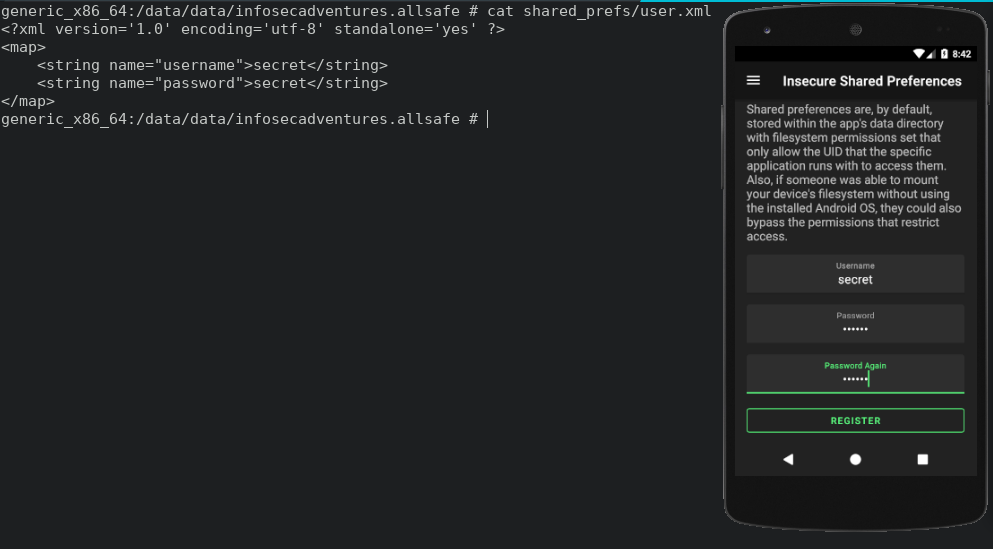 generic_x86_64:/data/data/infosecadventures.allsafe # cat shared_prefs/user.xml
<?xml version='1.0' encoding='utf-8' standalone='yes' ?>
<map>
    <string name="username">secret</string>
    <string name="password">secret</string>
</map>
generic_x86_64:/data/data/infosecadventures.allsafe #
8:42
Insecure Shared Preferences
Shared preferences are, by default,
stored within the app's data directory
with filesystem permissions set that
only allow the UID that the specific
application runs with to access them.
Also, if someone was able to mount
your device's filesystem without using
the installed Android OS, they could also
bypass the permissions that restrict
access.
Username
secret
Password
••••••
Password Again
••••••
REGISTER